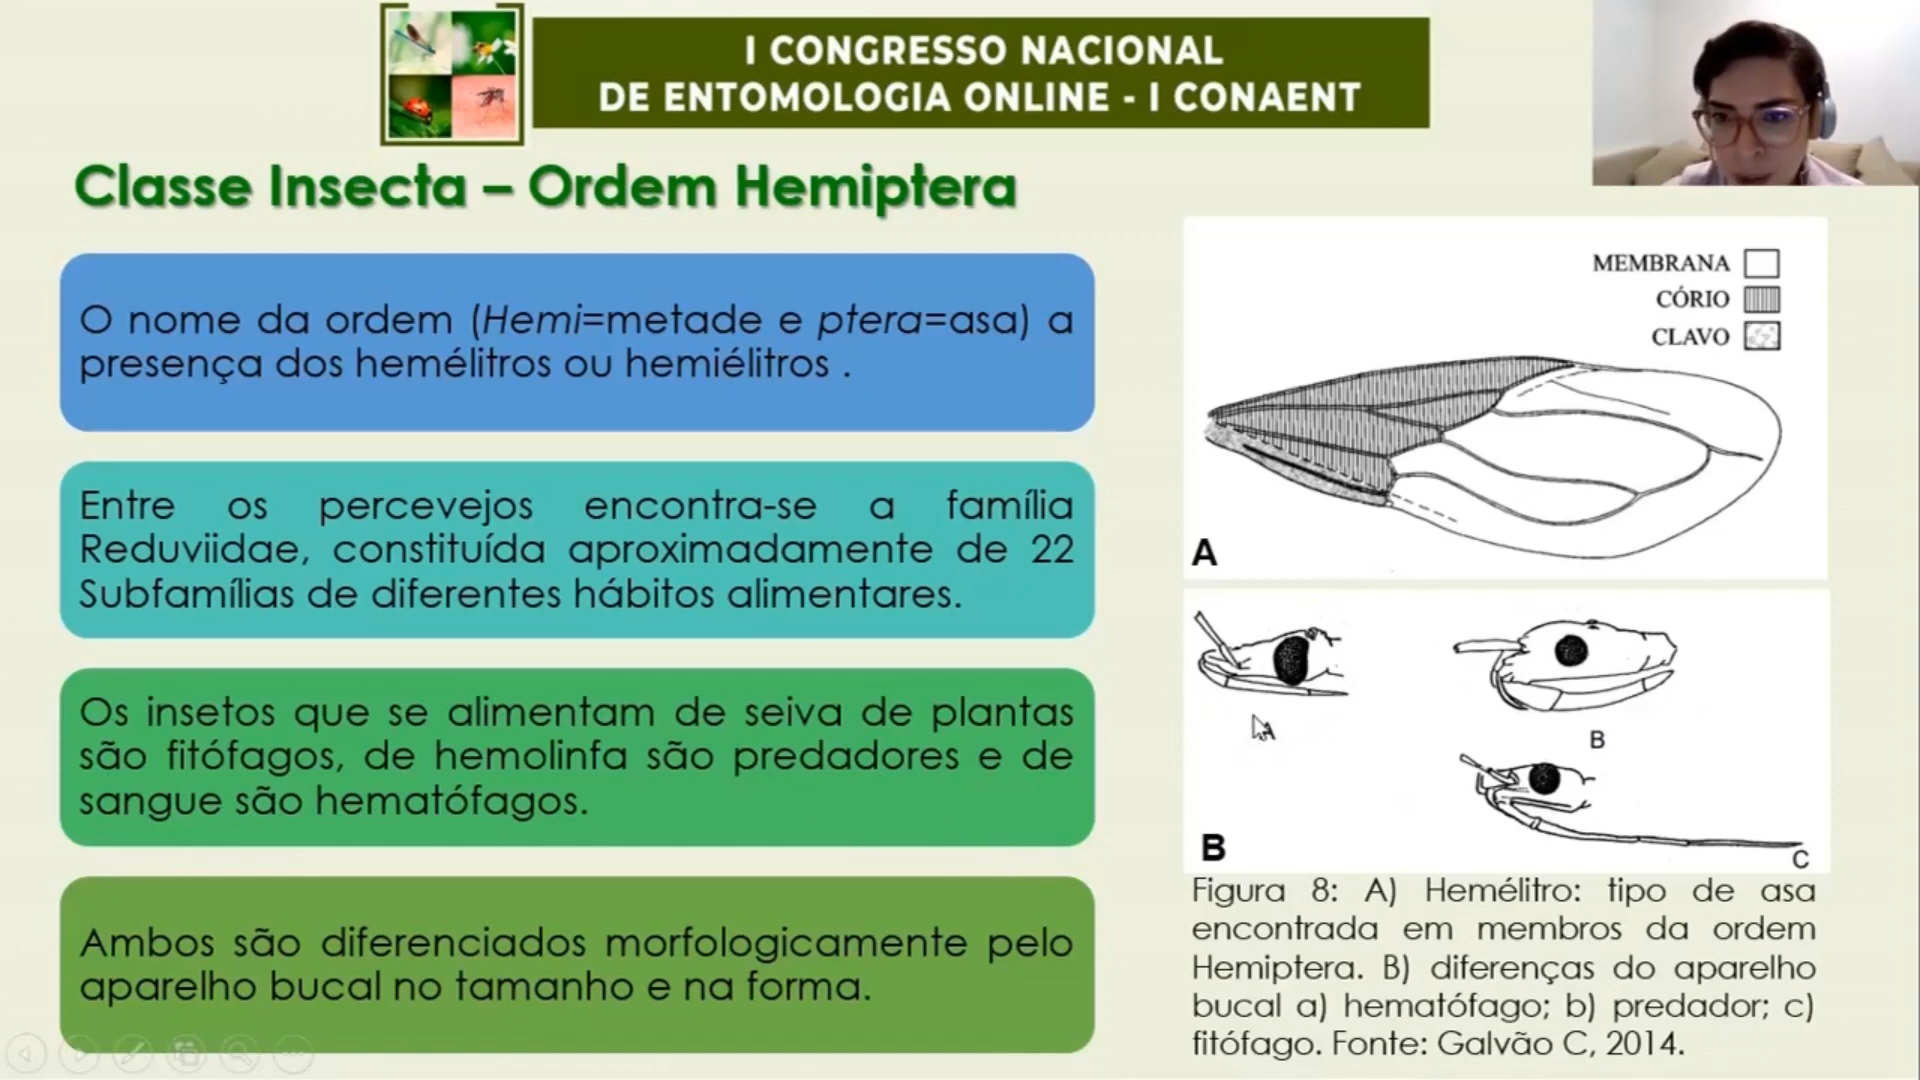 I CONGRESSO NACIONAL
DE ENTOMOLOGIA ONLINE - I CONAENT
Classe Insecta – Ordem Hemiptera
O nome da ordem (Hemi=metade e ptera=asa) a
presença dos hemélitros ou hemiélitros .
Entre os percevejos encontra-se a família
Reduviidae, constituída aproximadamente de 22
Subfamílias de diferentes hábitos alimentares.
Os insetos que se alimentam de seiva de plantas
são fitófagos, de hemolinfa são predadores e de
sangue são hematófagos.
Ambos são diferenciados morfologicamente pelo
aparelho bucal no tamanho e na forma.
MEMBRANA
CÓRIO
CLAVO
A
A
B
C
B
Figura 8: A) Hemélitro: tipo de asa
encontrada em membros da ordem
Hemiptera. B) diferenças do aparelho
bucal a) hematófago; b) predador; c)
fitófago. Fonte: Galvão C, 2014.